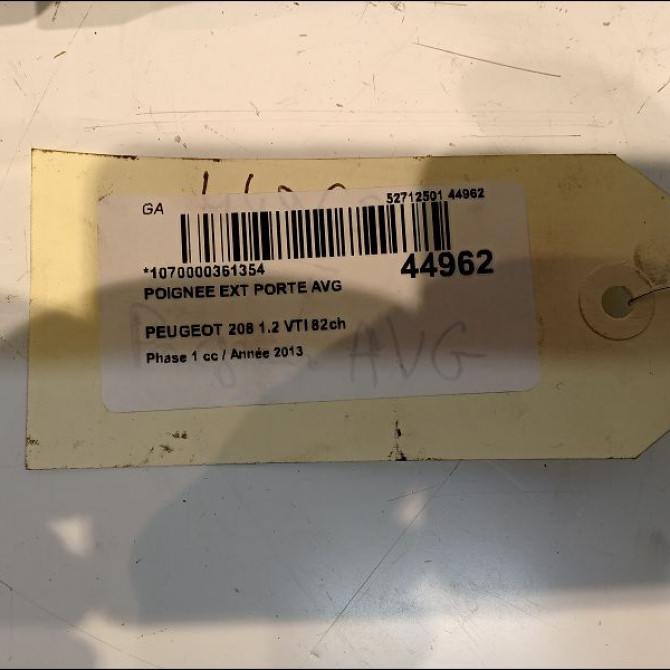 GA 52712501 44962
*1070000361354 44962
POIGNEE EXT PORTE AVG
PEUGEOT 208 1.2 VTI 82ch
Phase 1 cc / Année 2013
AVG